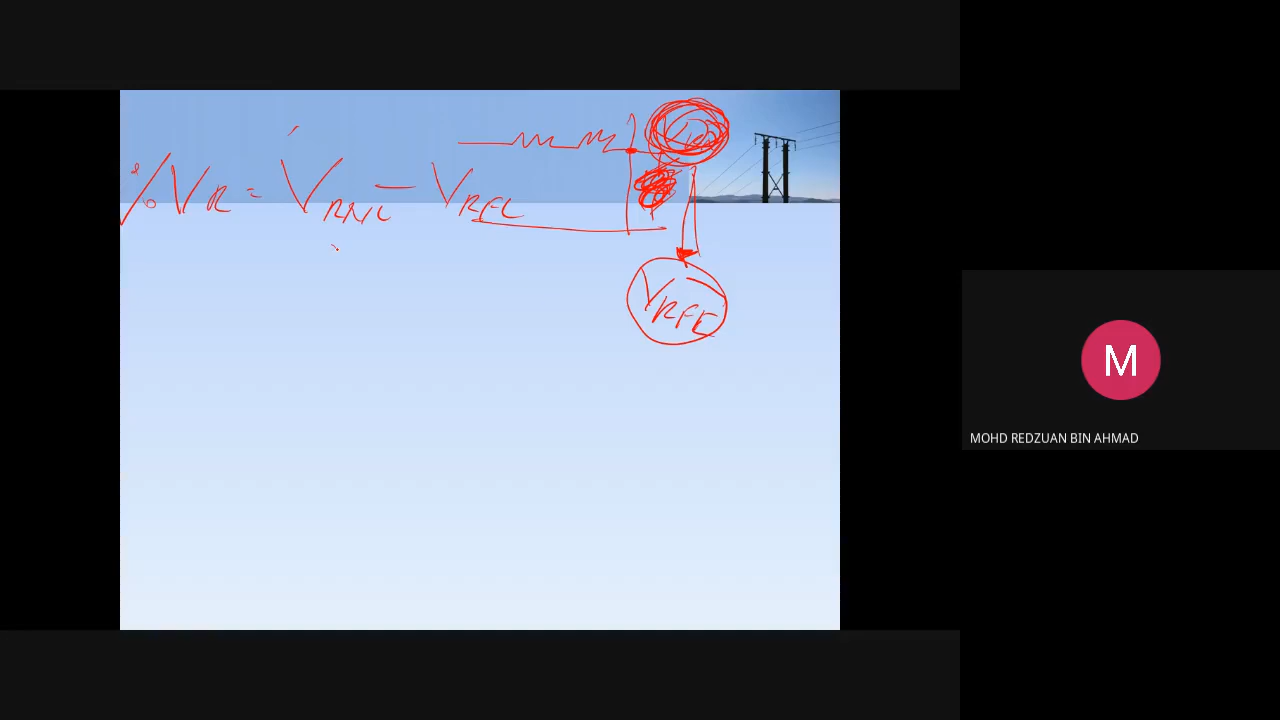 %VR = VRNL - VRFL
VRFL
M
MOHD REDZUAN BIN AHMAD